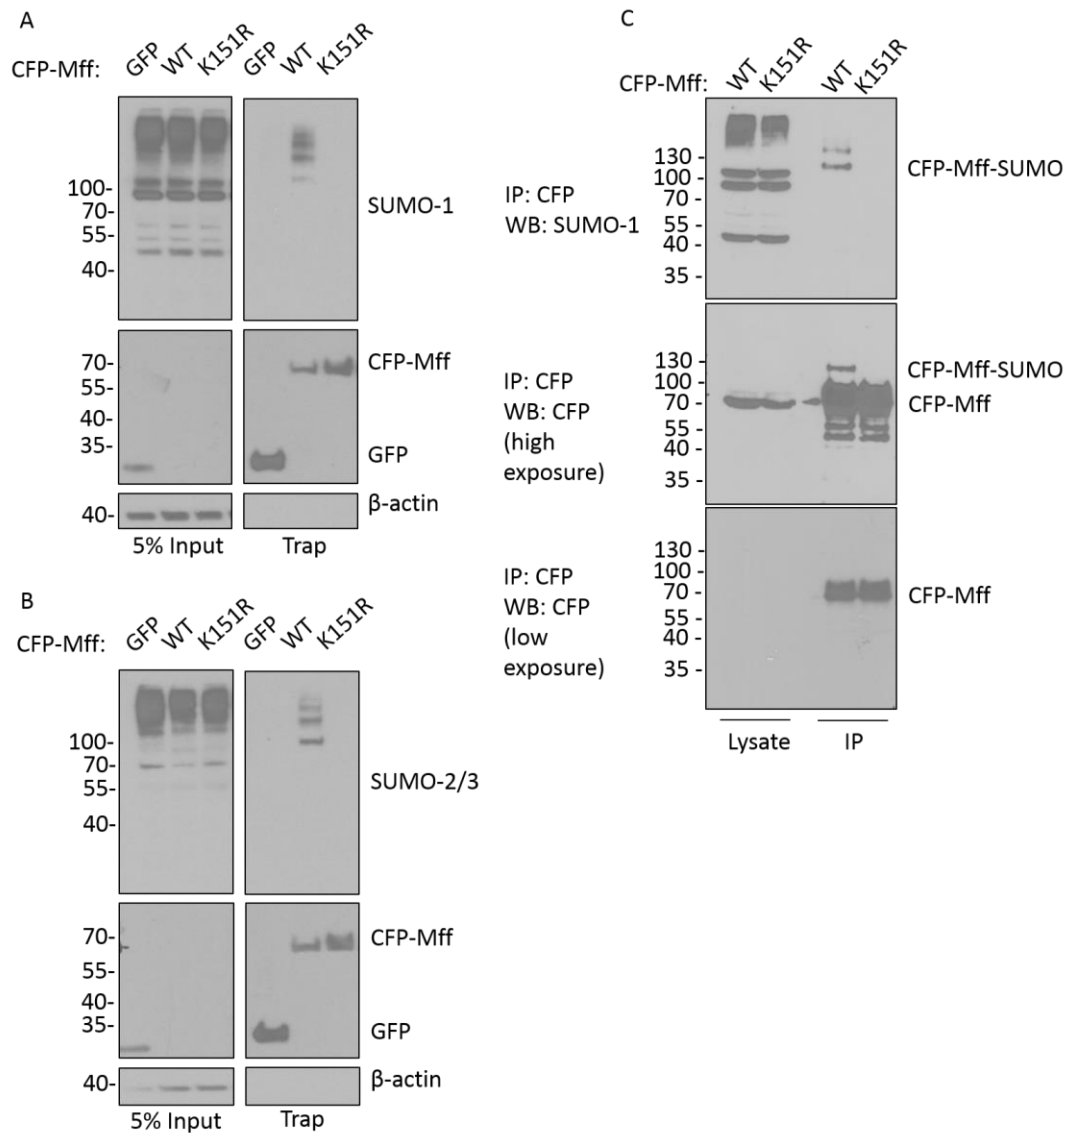 A
CFP-Mff: GFP WT K151R GFP WT K151R
100-
70-
55-
40-
SUMO-1
70-
55-
40-
35-
CFP-Mff
GFP
40-
β-actin
5% Input Trap
B
CFP-Mff: GFP WT K151R GFP WT K151R
100-
70-
55-
40-
SUMO-2/3
70-
55-
40-
35-
CFP-Mff
GFP
40-
β-actin
5% Input Trap
C
CFP-Mff: WT K151R WT K151R
IP: CFP
WB: SUMO-1
130 -
100 -
70 -
55 -
40 -
35 -
CFP-Mff-SUMO
IP: CFP
WB: CFP
(high
exposure)
130 -
100 -
70 -
55 -
40 -
35 -
CFP-Mff-SUMO
CFP-Mff
IP: CFP
WB: CFP
(low
exposure)
130 -
100 -
70 -
55 -
40 -
35 -
CFP-Mff
Lysate IP